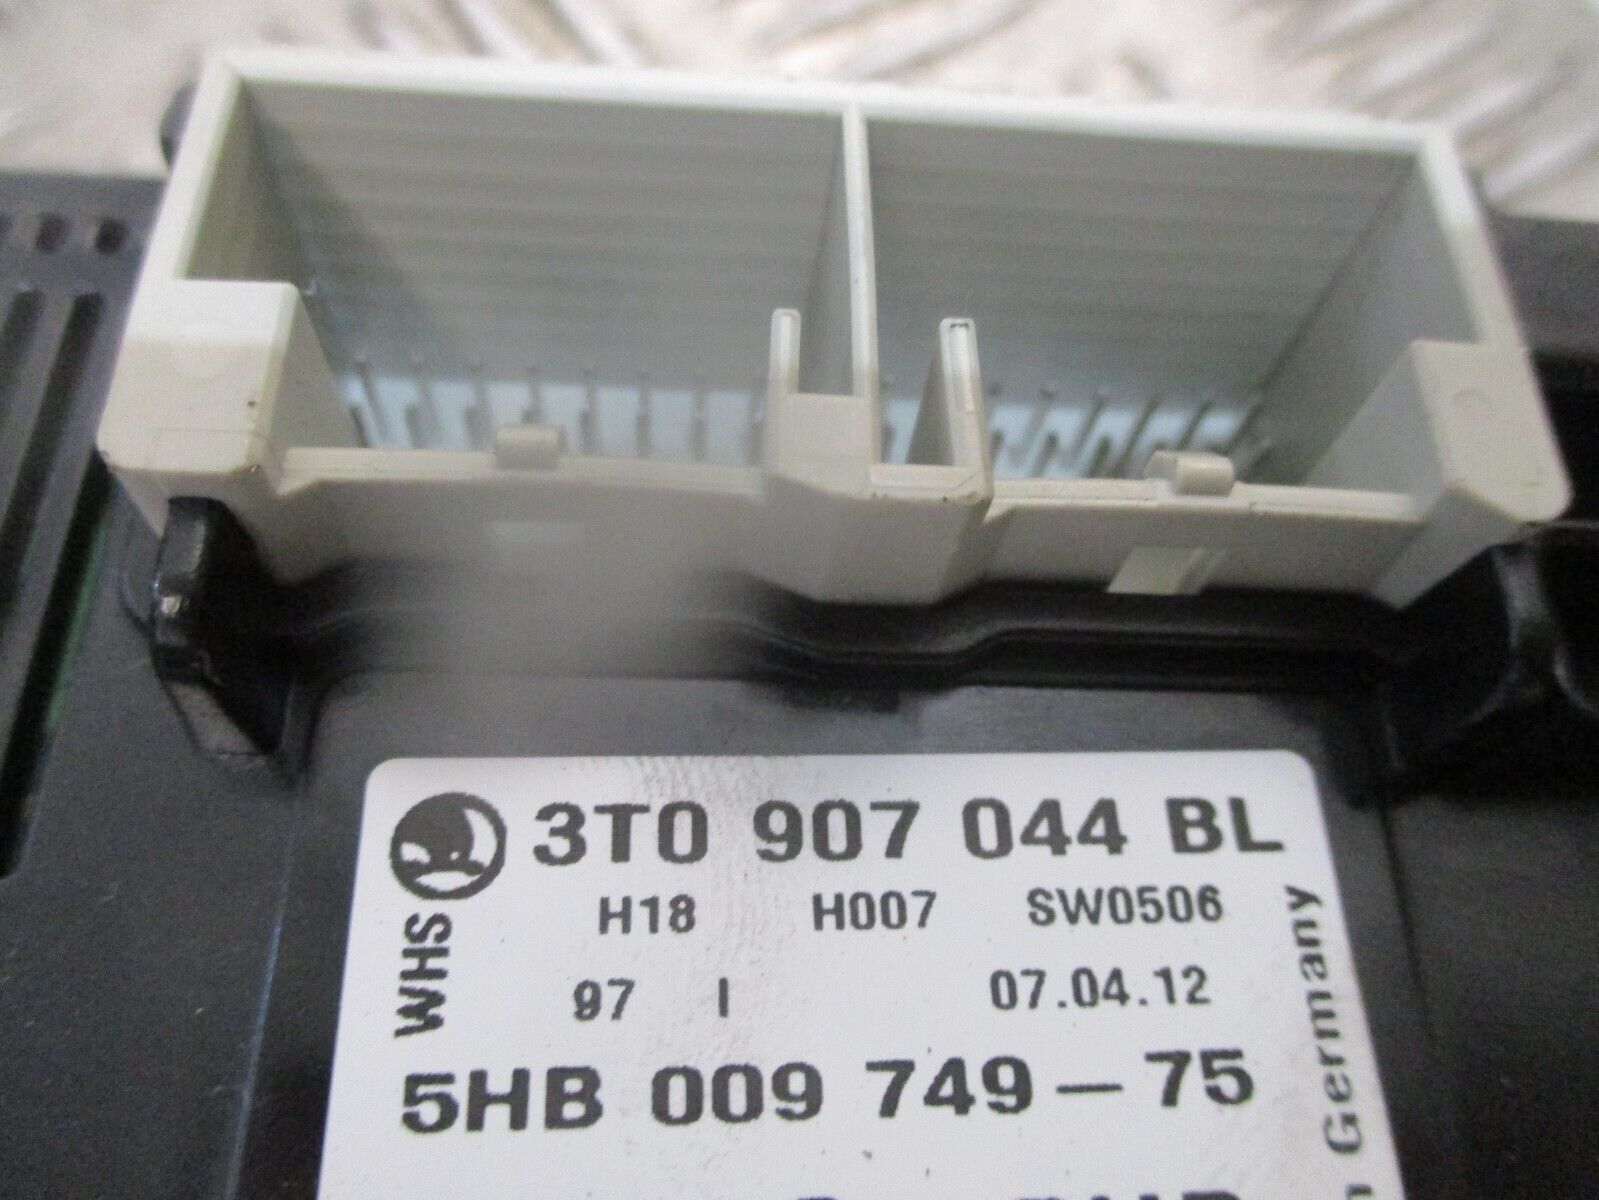 3T0 907 044 BL
H18 H007 SW0506
97 I 07.04.12
5HB 009 749-75
WHS
Germany